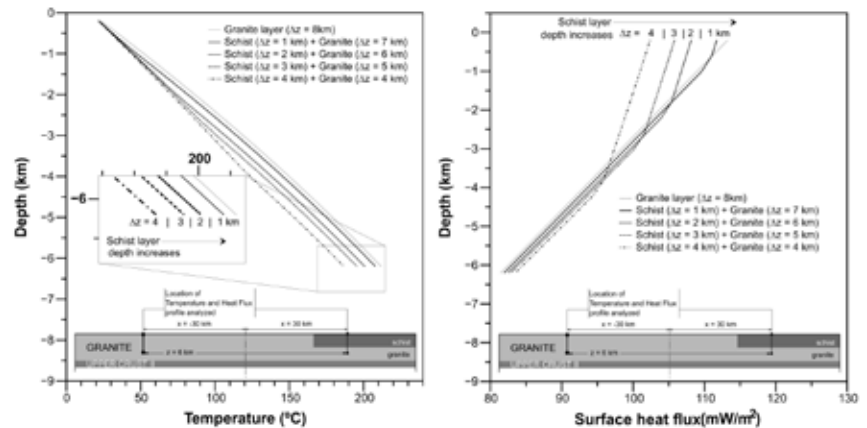 Granite layer (Δz = 8km)
Schist (Δz = 1 km) + Granite (Δz = 7 km)
Schist (Δz = 2 km) + Granite (Δz = 6 km)
Schist (Δz = 3 km) + Granite (Δz = 5 km)
Schist (Δz = 4 km) + Granite (Δz = 4 km)
0
−1
−2
−3
−4
−5
−6
−7
−8
−9
Depth (km)
200
−6
Δz = 4 | 3 | 2 | 1 km
Schist layer
depth increases
Location of
Temperature and Heat Flux
profile analyzed
x = -30 km
x = 30 km
GRANITE
schist
granite
z = 6 km
UPPER CRUST II
0 50 100 150 200
Temperature (ºC)
Schist layer
depth increases
Δz = 4 | 3 | 2 | 1 km
0
−1
−2
−3
−4
−5
−6
−7
−8
−9
Depth (km)
Granite layer (Δz = 8km)
Schist (Δz = 1 km) + Granite (Δz = 7 km)
Schist (Δz = 2 km) + Granite (Δz = 6 km)
Schist (Δz = 3 km) + Granite (Δz = 5 km)
Schist (Δz = 4 km) + Granite (Δz = 4 km)
Location of
Temperature and Heat Flux
profile analyzed
x = -30 km
x = 30 km
GRANITE
schist
granite
z = 6 km
UPPER CRUST II
80 90 100 110 120 130
Surface heat flux(mW/m²)